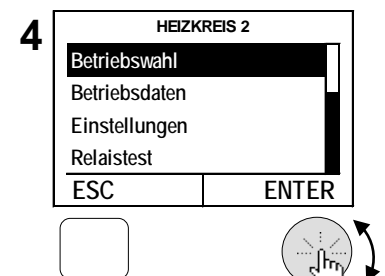 4
HEIZKREIS 2
Betriebswahl
Betriebsdaten
Einstellungen
Relaistest
ESC ENTER